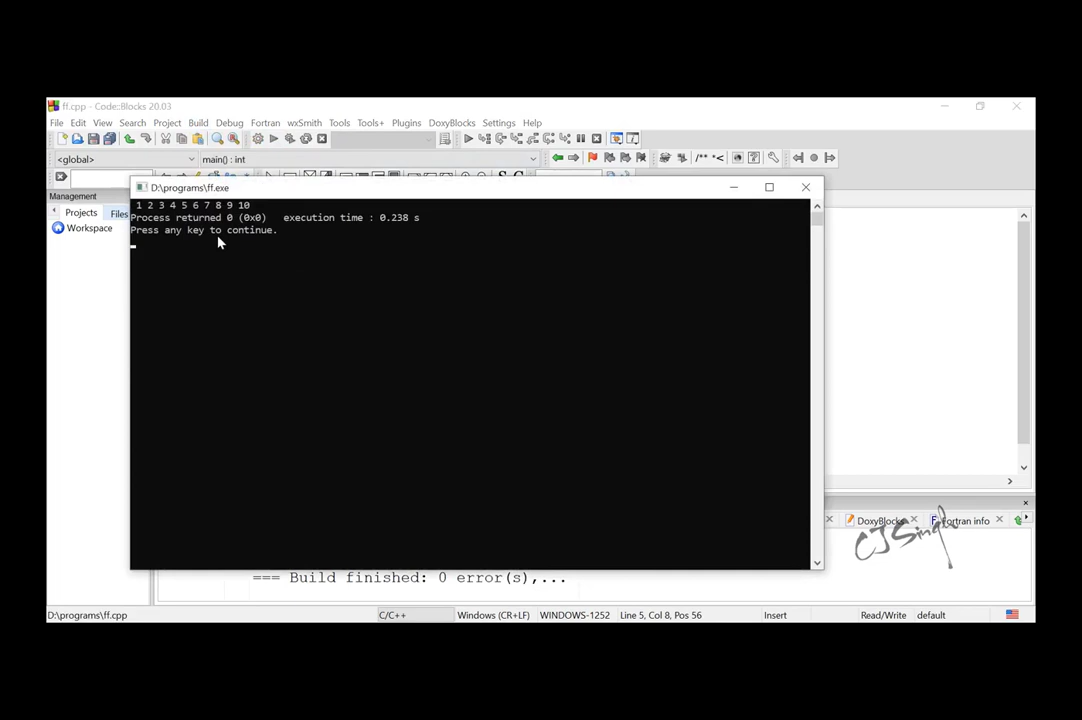 ff.cpp - Code::Blocks 20.03
File Edit View Search Project Build Debug Fortran wxSmith Tools Tools+ Plugins DoxyBlocks Settings Help
<global> main() : int
/** *<
Management
D:\programs\ff.exe
Projects Files
Workspace
1 2 3 4 5 6 7 8 9 10
Process returned 0 (0x0)   execution time : 0.238 s
Press any key to continue.
DoxyBlocks Fortran info
CJSingh
=== Build finished: 0 error(s),...
D:\programs\ff.cpp C/C++ Windows (CR+LF) WINDOWS-1252 Line 5, Col 8, Pos 56 Insert Read/Write default